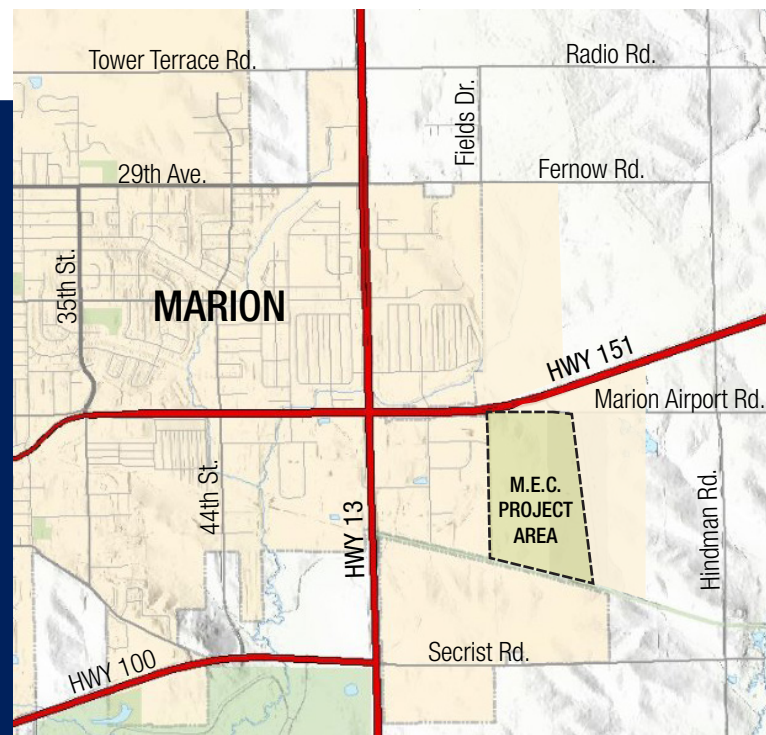 Tower Terrace Rd.
Radio Rd.
Fields Dr.
29th Ave.
Fernow Rd.
35th St.
MARION
HWY 151
Marion Airport Rd.
44th St.
HWY 13
M.E.C.
PROJECT
AREA
Hindman Rd.
HWY 100
Secrist Rd.